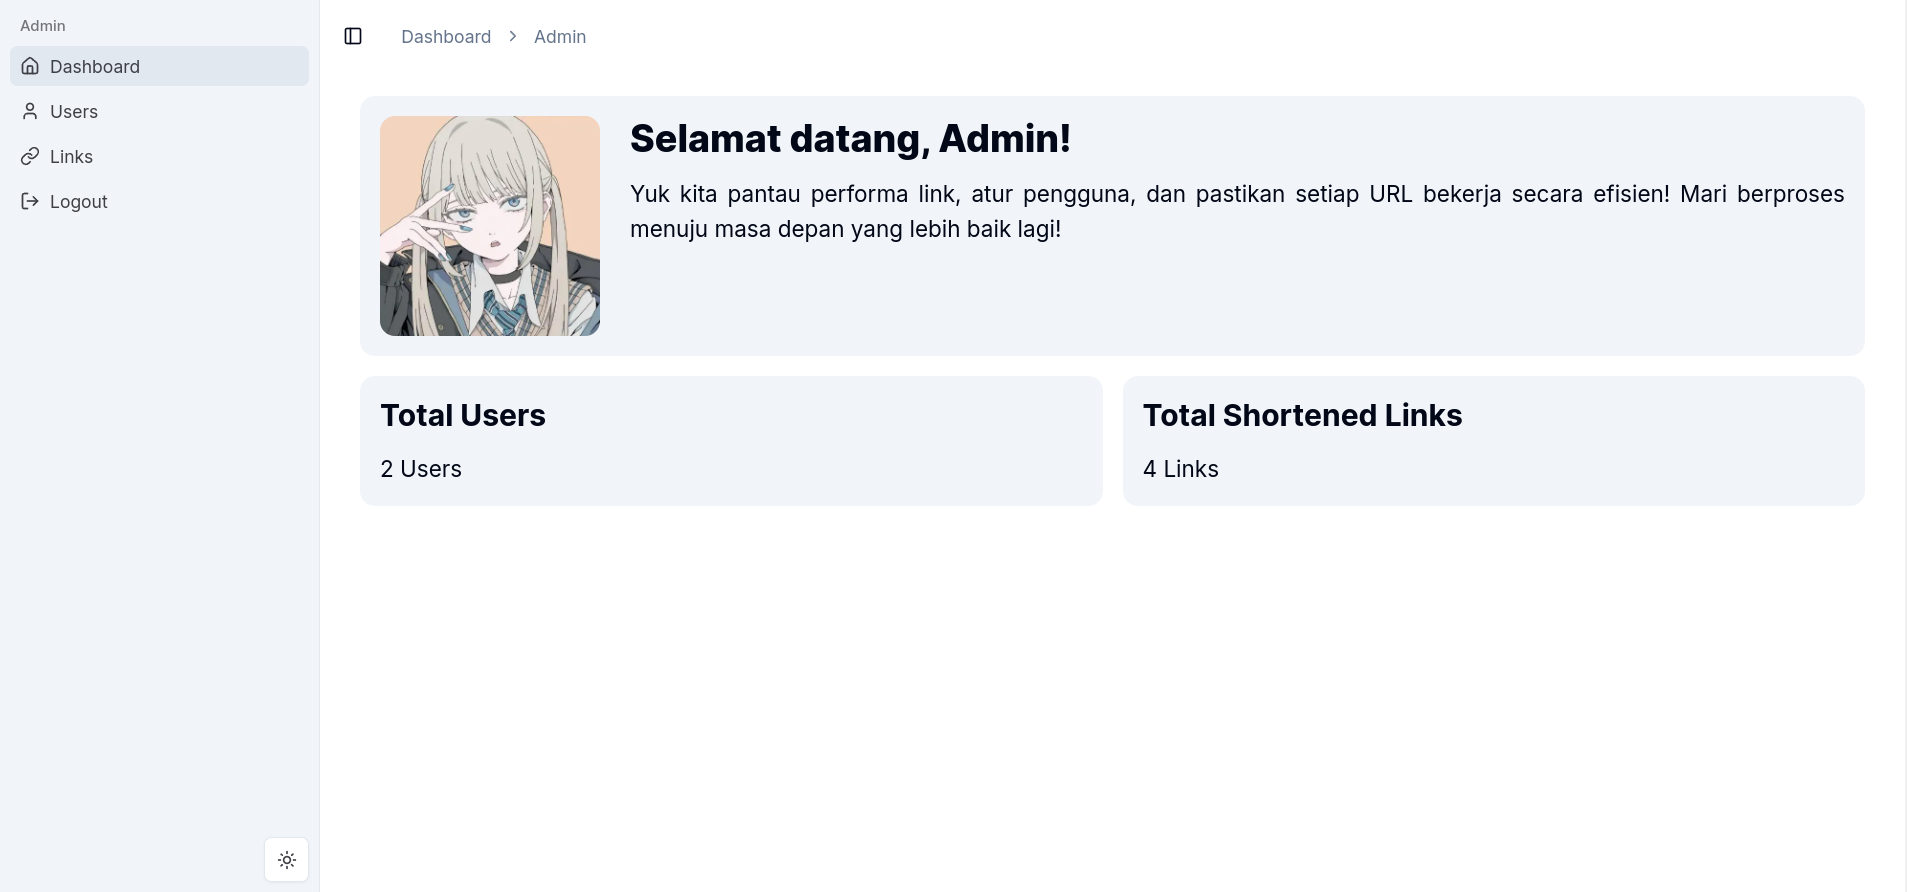 Admin
Dashboard
Users
Links
Logout
Dashboard > Admin
Selamat datang, Admin!
Yuk kita pantau performa link, atur pengguna, dan pastikan setiap URL bekerja secara efisien! Mari berproses
menuju masa depan yang lebih baik lagi!
Total Users
2 Users
Total Shortened Links
4 Links